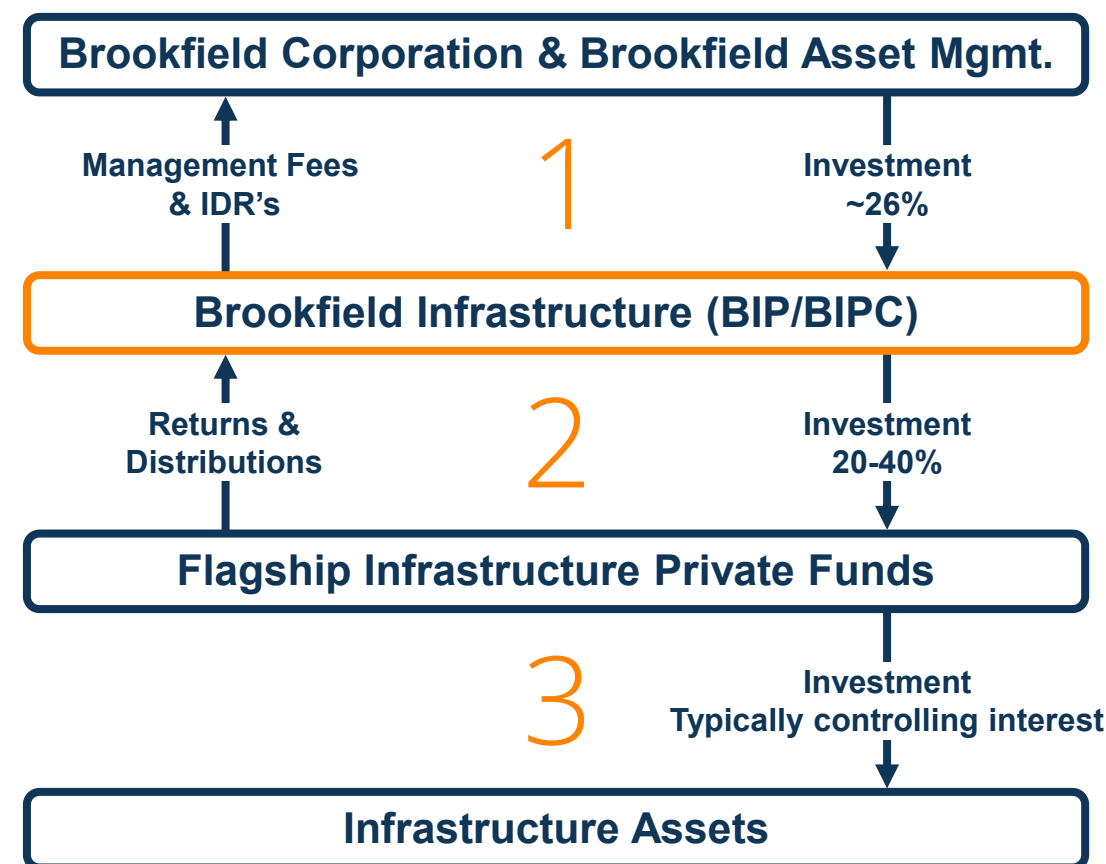 Brookfield Corporation & Brookfield Asset Mgmt.
Management Fees
& IDR's
1
Investment
~26%
Brookfield Infrastructure (BIP/BIPC)
Returns &
Distributions
2
Investment
20-40%
Flagship Infrastructure Private Funds
3
Investment
Typically controlling interest
Infrastructure Assets